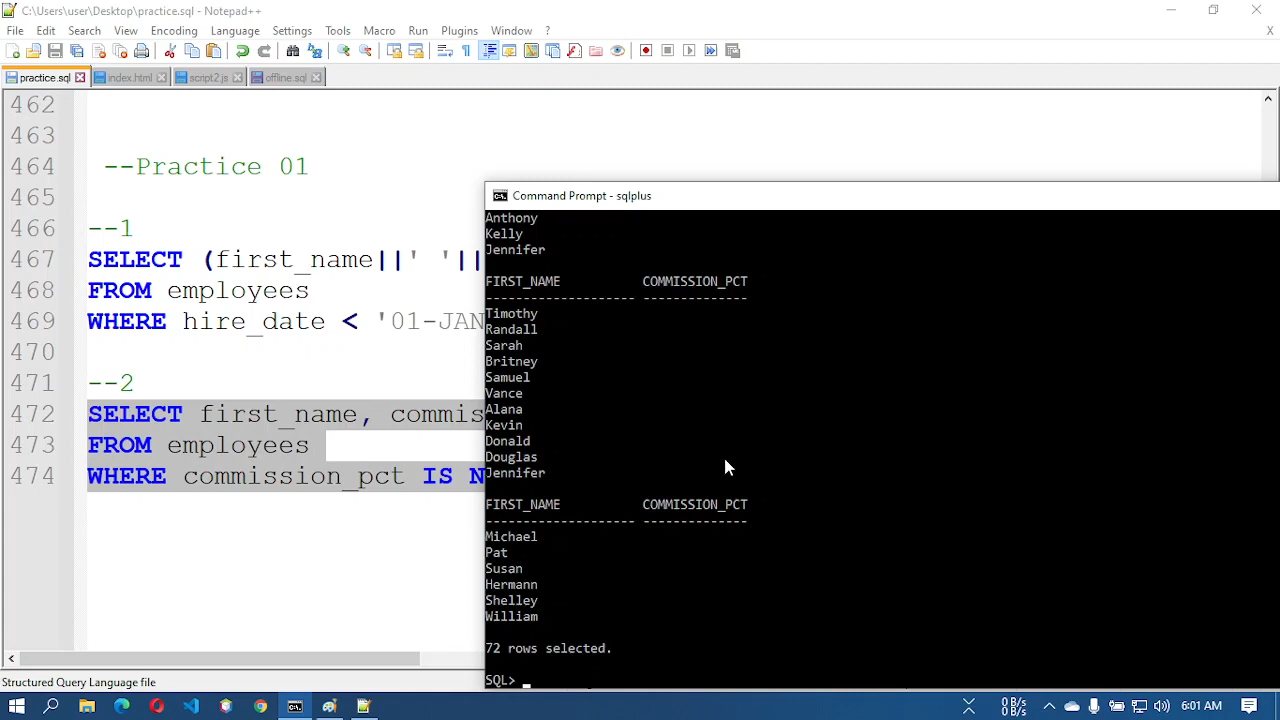 C:\Users\user\Desktop\practice.sql - Notepad++
File Edit Search View Encoding Language Settings Tools Macro Run Plugins Window ?
X
practice.sql index.html script2.js offline.sql
462
463
464 --Practice 01
465
466 --1
467 SELECT (first_name||' '||
468 FROM employees
469 WHERE hire_date < '01-JAN
470
471 --2
472 SELECT first_name, commis
473 FROM employees
474 WHERE commission_pct IS N
Command Prompt - sqlplus
Anthony
Kelly
Jennifer
FIRST_NAME COMMISSION_PCT
-------------------- --------------
Timothy
Randall
Sarah
Britney
Samuel
Vance
Alana
Kevin
Donald
Douglas
Jennifer
FIRST_NAME COMMISSION_PCT
-------------------- --------------
Michael
Pat
Susan
Hermann
Shelley
William
72 rows selected.
SQL>
Structured Query Language file
0 B/s
0 B/s
6:01 AM